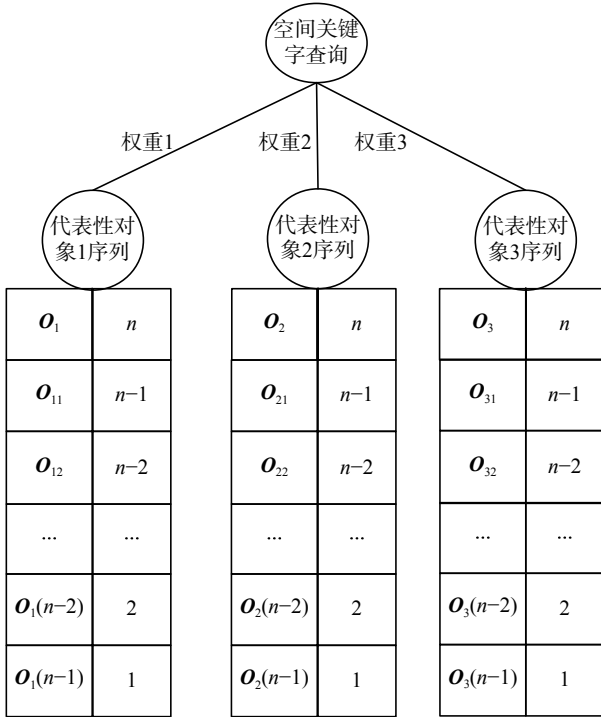 空间关键
字查询
权重1 权重2 权重3
代表性对 代表性对 代表性对
象1序列 象2序列 象3序列
O₁ n O₂ n O₃ n
O₁₁ n−1 O₂₁ n−1 O₃₁ n−1
O₁₂ n−2 O₂₂ n−2 O₃₂ n−2
... ... ... ... ... ...
O₁(n−2) 2 O₂(n−2) 2 O₃(n−2) 2
O₁(n−1) 1 O₂(n−1) 1 O₃(n−1) 1